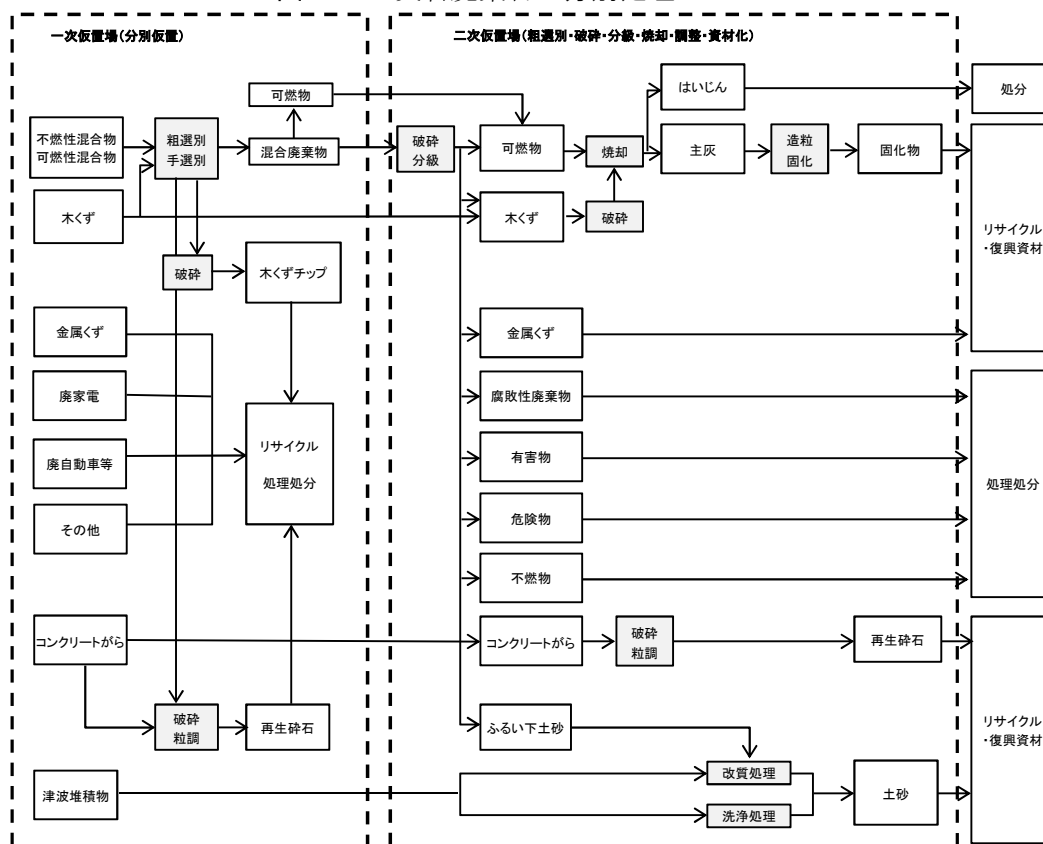 一次仮置場(分別仮置)
二次仮置場(粗選別・破砕・分級・焼却・調整・資材化)
可燃物
不燃性混合物
可燃性混合物
粗選別
手選別
混合廃棄物
木くず
破砕
木くずチップ
金属くず
廃家電
廃自動車等
その他
リサイクル
処理処分
コンクリートがら
破砕
粒調
再生砕石
津波堆積物
破砕
分級
可燃物
焼却
はいじん
主灰
造粒
固化
固化物
木くず
破砕
金属くず
腐敗性廃棄物
有害物
危険物
不燃物
コンクリートがら
破砕
粒調
再生砕石
ふるい下土砂
改質処理
洗浄処理
土砂
処分
リサイクル
・復興資材
処理処分
リサイクル
・復興資材